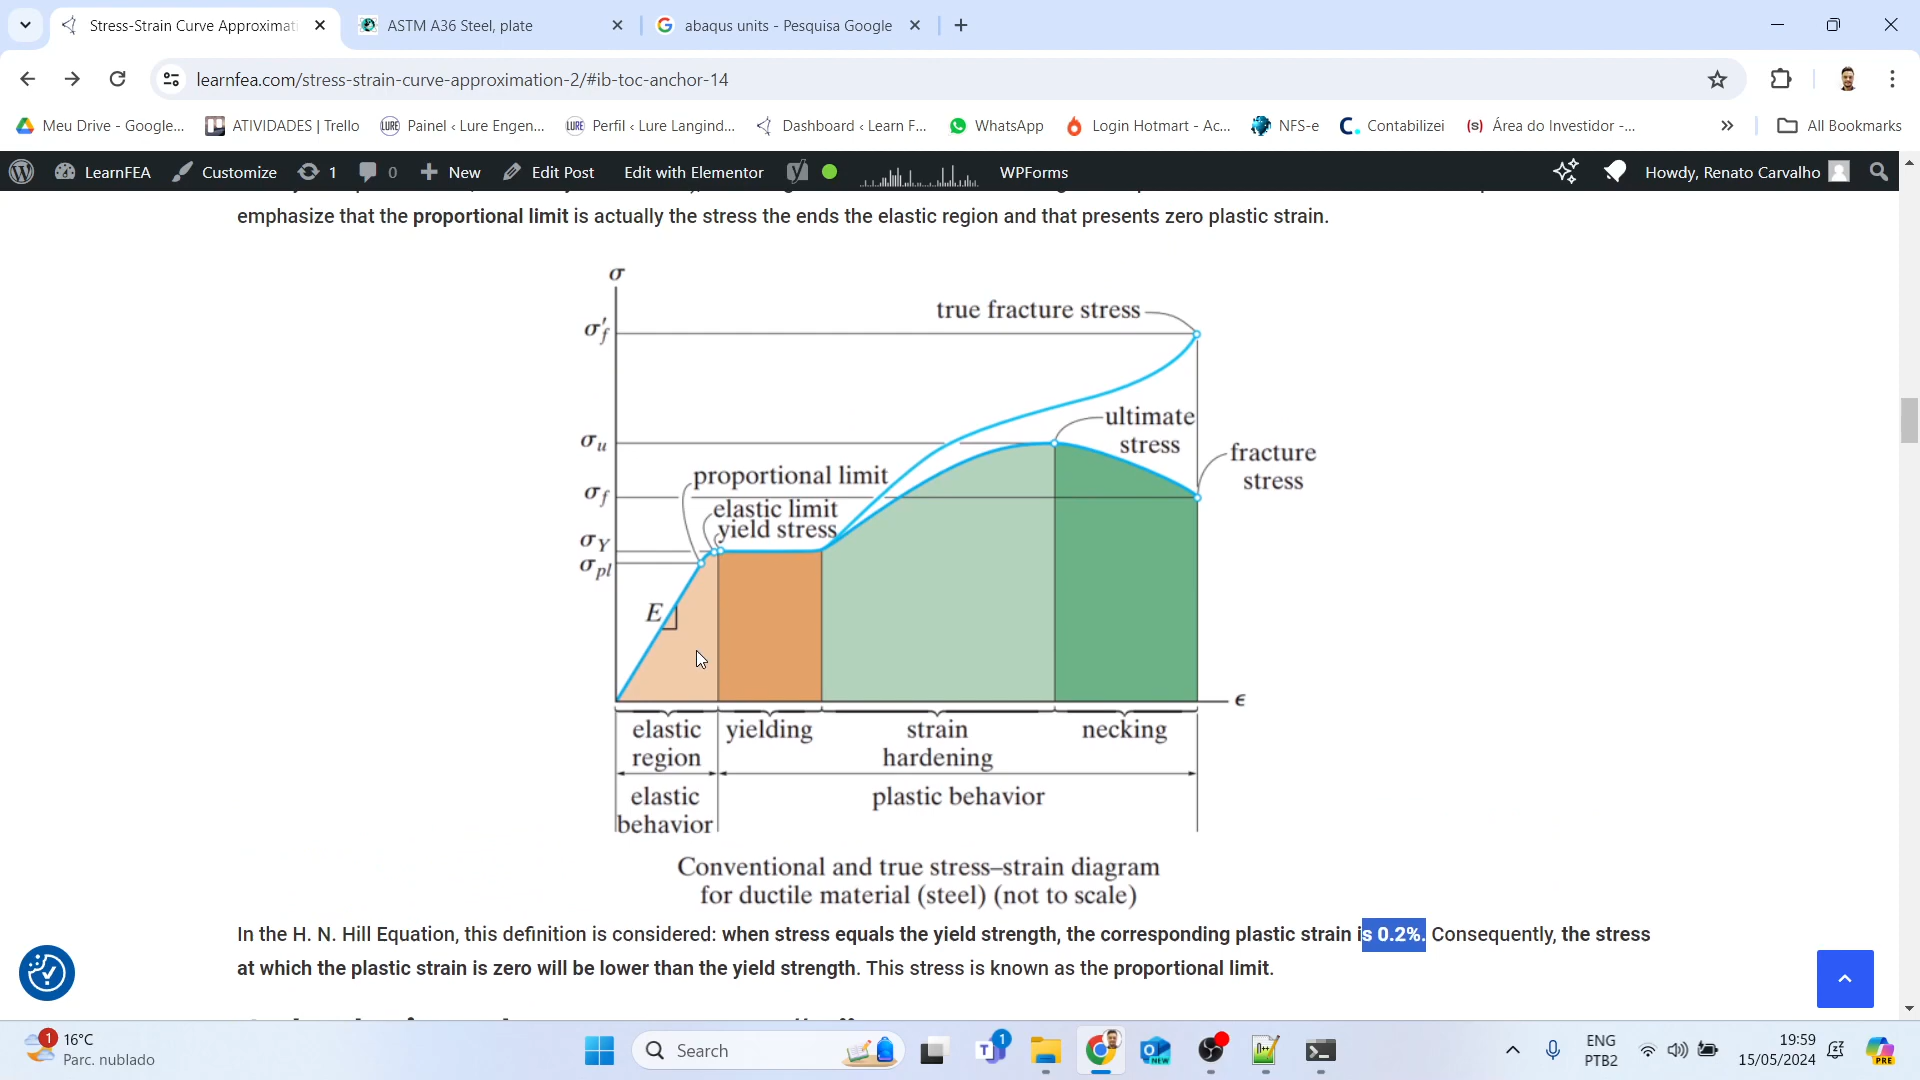 Stress-Strain Curve Approximat
ASTM A36 Steel, plate
abaqus units - Pesquisa Google
learnfea.com/stress-strain-curve-approximation-2/#ib-toc-anchor-14
Meu Drive - Google...
ATIVIDADES | Trello
LURE
Painel ‹ Lure Engen...
LURE
Perfil ‹ Lure Langind...
Dashboard ‹ Learn F...
WhatsApp
Login Hotmart - Ac...
NFS-e
Contabilizei
(s)
Área do Investidor -...
»
All Bookmarks
LearnFEA
Customize
1
0
New
Edit Post
Edit with Elementor
WPForms
Howdy, Renato Carvalho
emphasize that the proportional limit is actually the stress the ends the elastic region and that presents zero plastic strain.
σ
true fracture stress
σ′f
ultimate
stress
σu
fracture
stress
proportional limit
σf
elastic limit
yield stress
σY
σpl
E
ϵ
elastic
region
yielding
strain
hardening
necking
elastic
behavior
plastic behavior
Conventional and true stress–strain diagram
for ductile material (steel) (not to scale)
In the H. N. Hill Equation, this definition is considered: when stress equals the yield strength, the corresponding plastic strain is 0.2%. Consequently, the stress
at which the plastic strain is zero will be lower than the yield strength. This stress is known as the proportional limit.
1
16°C
Parc. nublado
Search
1
NEW
ENG
PTB2
19:59
15/05/2024
PRE